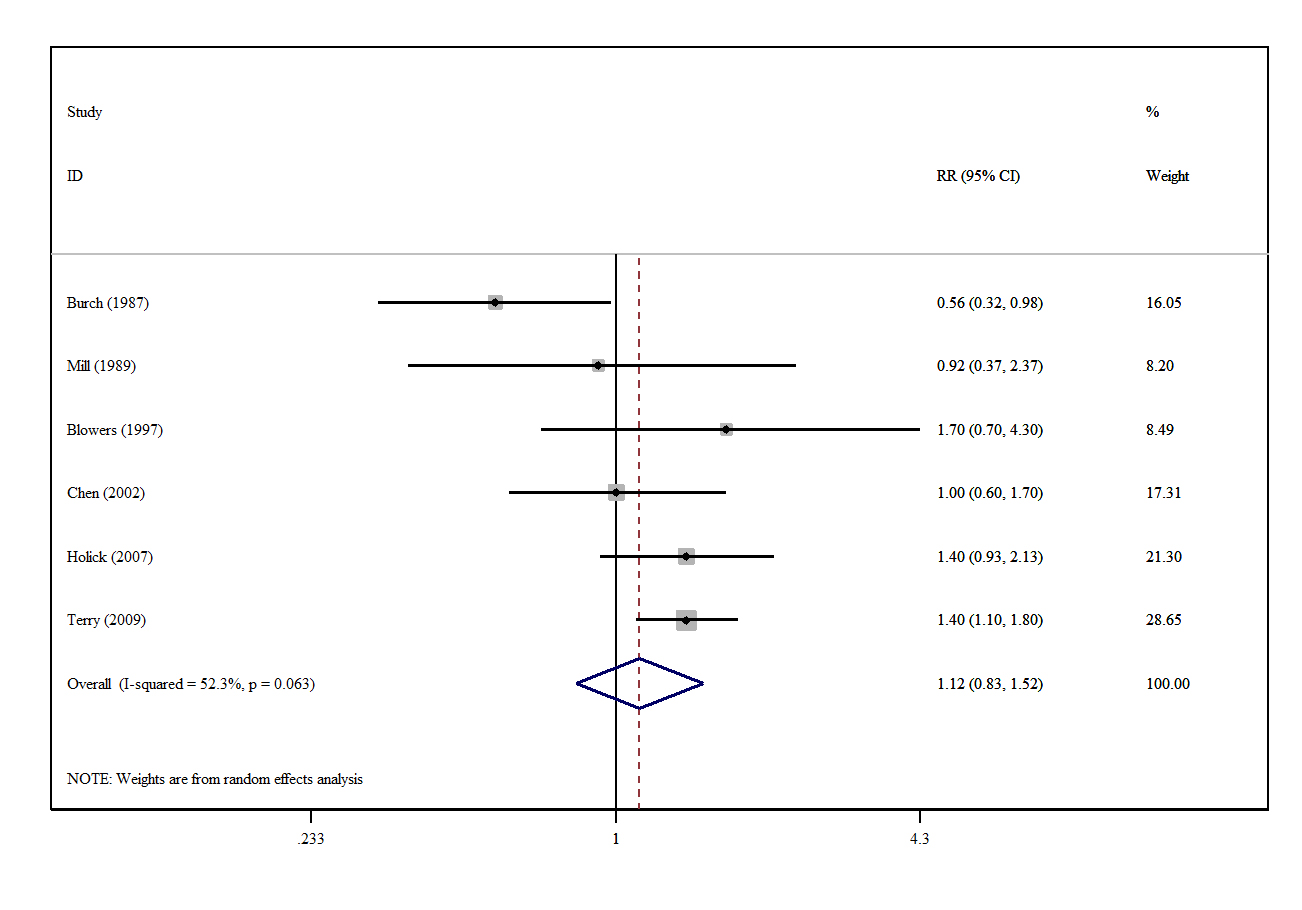 Study %
ID RR (95% CI) Weight
Burch (1987) 0.56 (0.32, 0.98) 16.05
Mill (1989) 0.92 (0.37, 2.37) 8.20
Blowers (1997) 1.70 (0.70, 4.30) 8.49
Chen (2002) 1.00 (0.60, 1.70) 17.31
Holick (2007) 1.40 (0.93, 2.13) 21.30
Terry (2009) 1.40 (1.10, 1.80) 28.65
Overall (I-squared = 52.3%, p = 0.063) 1.12 (0.83, 1.52) 100.00
NOTE: Weights are from random effects analysis
.233 1 4.3